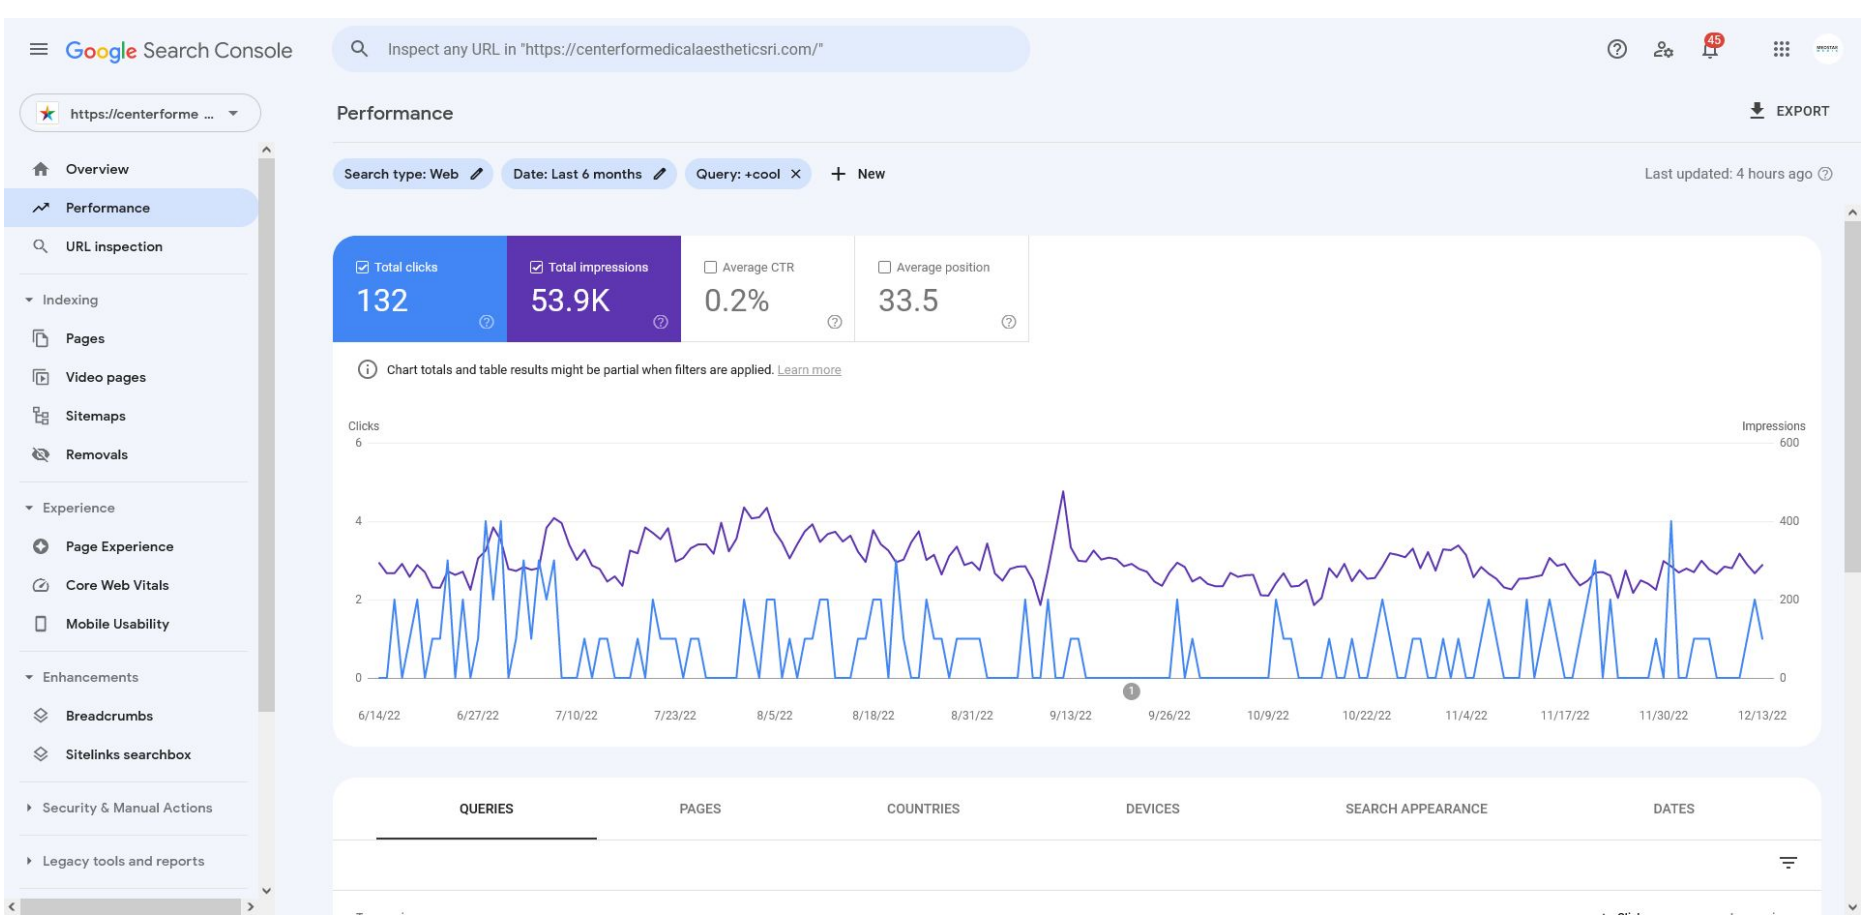 Google Search Console
Inspect any URL in "https://centerformedicalaestheticsri.com/"
45
https://centerforme ...
Performance
EXPORT
Overview
Performance
URL inspection
Search type: Web
Date: Last 6 months
Query: +cool
New
Last updated: 4 hours ago
Indexing
Pages
Video pages
Sitemaps
Removals
Experience
Page Experience
Core Web Vitals
Mobile Usability
Enhancements
Breadcrumbs
Sitelinks searchbox
Security & Manual Actions
Legacy tools and reports
Total clicks
132
Total impressions
53.9K
Average CTR
0.2%
Average position
33.5
Chart totals and table results might be partial when filters are applied. Learn more
Clicks
Impressions
6
600
4
400
2
200
0
0
1
6/14/22 6/27/22 7/10/22 7/23/22 8/5/22 8/18/22 8/31/22 9/13/22 9/26/22 10/9/22 10/22/22 11/4/22 11/17/22 11/30/22 12/13/22
QUERIES PAGES COUNTRIES DEVICES SEARCH APPEARANCE DATES